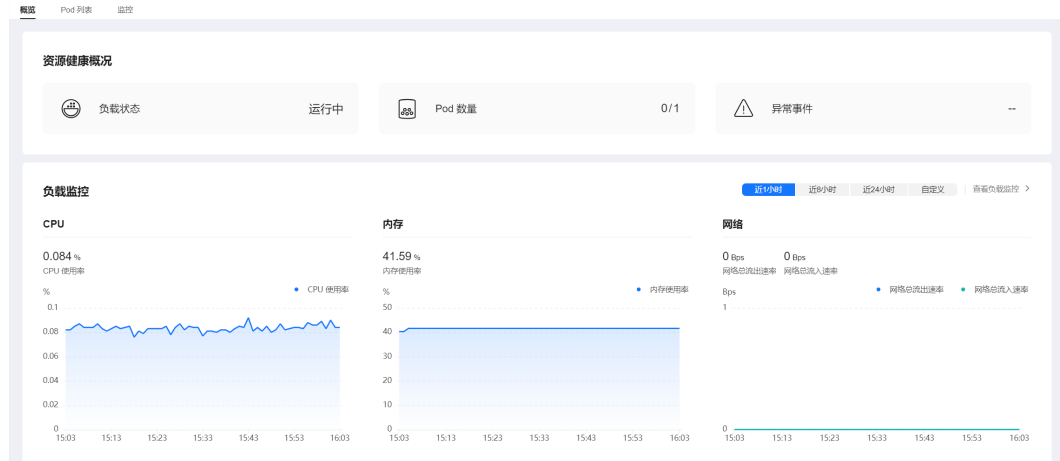 概览 Pod 列表 监控
资源健康概况
负载状态 运行中 Pod 数量 0/1 异常事件 --
负载监控 近1小时 近8小时 近24小时 自定义 查看负载监控 >
CPU 内存 网络
0.084 % 41.59 % 0 Bps 0 Bps
CPU 使用率 内存使用率 网络总流出速率 网络总流入速率
% CPU 使用率 % 内存使用率 Bps 网络总流出速率 网络总流入速率
0.1 50 1
0.08 40
0.06 30
0.04 20
0.02 10
0 0 0
15:03 15:13 15:23 15:33 15:43 15:53 16:03 15:03 15:13 15:23 15:33 15:43 15:53 16:03 15:03 15:13 15:23 15:33 15:43 15:53 16:03